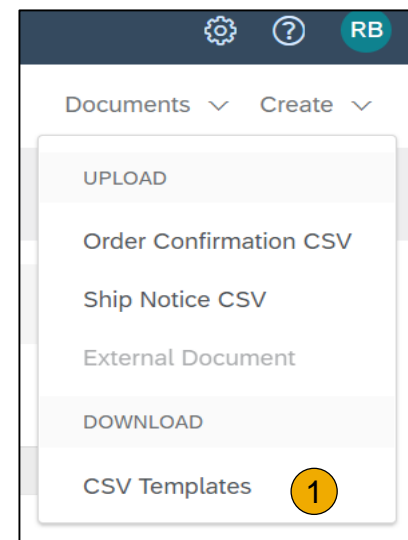 RB
Documents Create
UPLOAD
Order Confirmation CSV
Ship Notice CSV
External Document
DOWNLOAD
CSV Templates 1